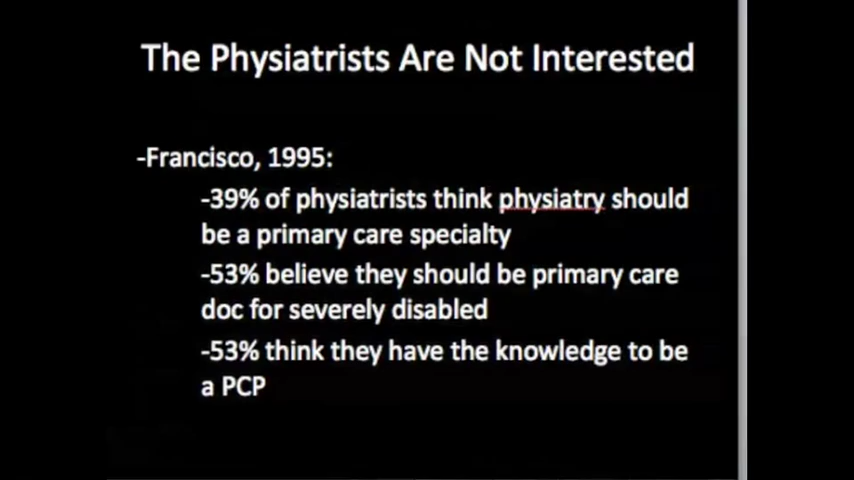 The Physiatrists Are Not Interested
-Francisco, 1995:
-39% of physiatrists think physiatry should
be a primary care specialty
-53% believe they should be primary care
doc for severely disabled
-53% think they have the knowledge to be
a PCP